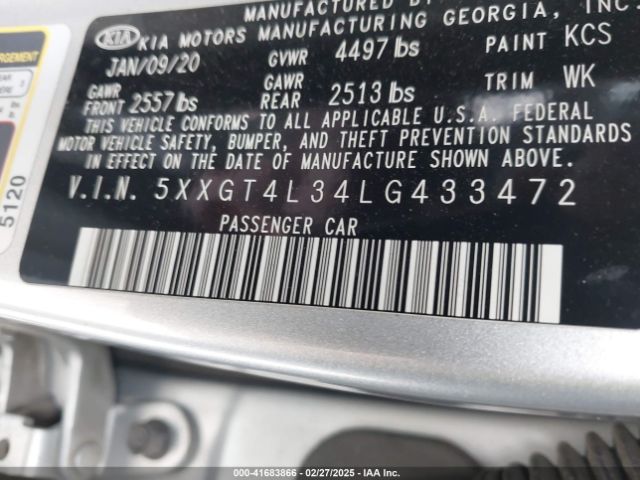 MANUFACTURED BY
KIA KIA MOTORS MANUFACTURING GEORGIA, INC.
JAN/09/20 GVWR 4497 lbs PAINT KCS
GAWR FRONT 2557 lbs GAWR REAR 2513 lbs TRIM WK
THIS VEHICLE CONFORMS TO ALL APPLICABLE U.S.A. FEDERAL
MOTOR VEHICLE SAFETY, BUMPER, AND THEFT PREVENTION STANDARDS
IN EFFECT ON THE DATE OF MANUFACTURE SHOWN ABOVE.
V.I.N. 5XXGT4L34LG433472
PASSENGER CAR
5120
000-41683866 - 02/27/2025 - IAA Inc.